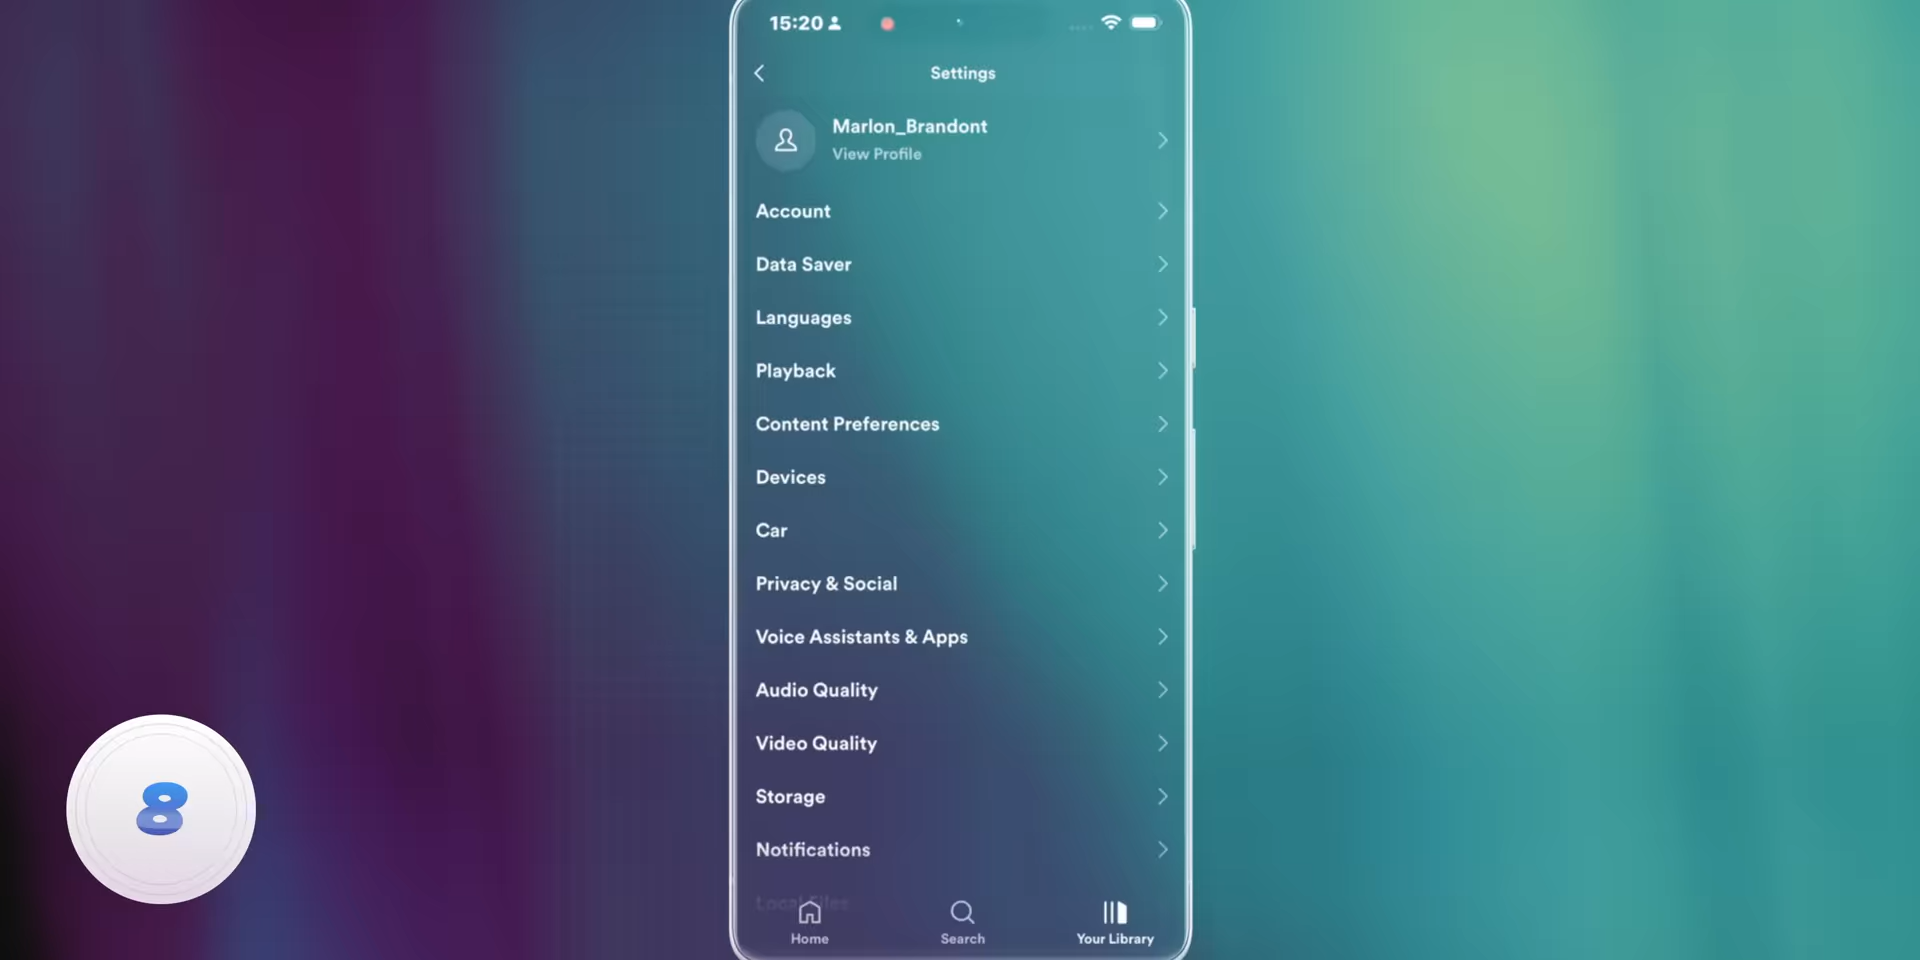 15:20
Settings
Marlon_Brandont
View Profile
Account
Data Saver
Languages
Playback
Content Preferences
Devices
Car
Privacy & Social
Voice Assistants & Apps
Audio Quality
Video Quality
Storage
Notifications
Local Files
Home
Search
Your Library
8